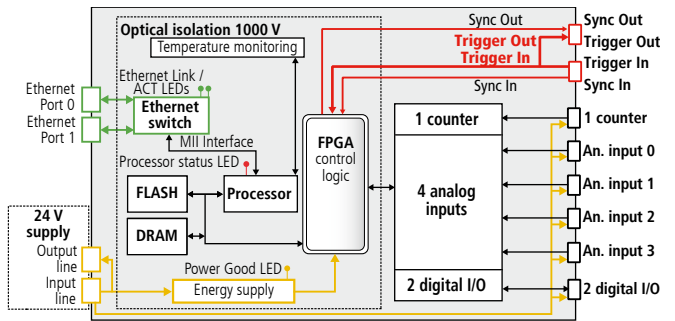 Optical isolation 1000 V
Temperature monitoring
Sync Out
Trigger Out
Trigger In
Sync In
Sync Out
Trigger Out
Trigger In
Sync In
Ethernet
Port 0
Ethernet
Port 1
Ethernet Link /
ACT LEDs
Ethernet
switch
MII Interface
Processor status LED
FLASH
Processor
DRAM
FPGA
control
logic
1 counter
4 analog
inputs
2 digital I/O
1 counter
An. input 0
An. input 1
An. input 2
An. input 3
2 digital I/O
24 V
supply
Output
line
Input
line
Power Good LED
Energy supply